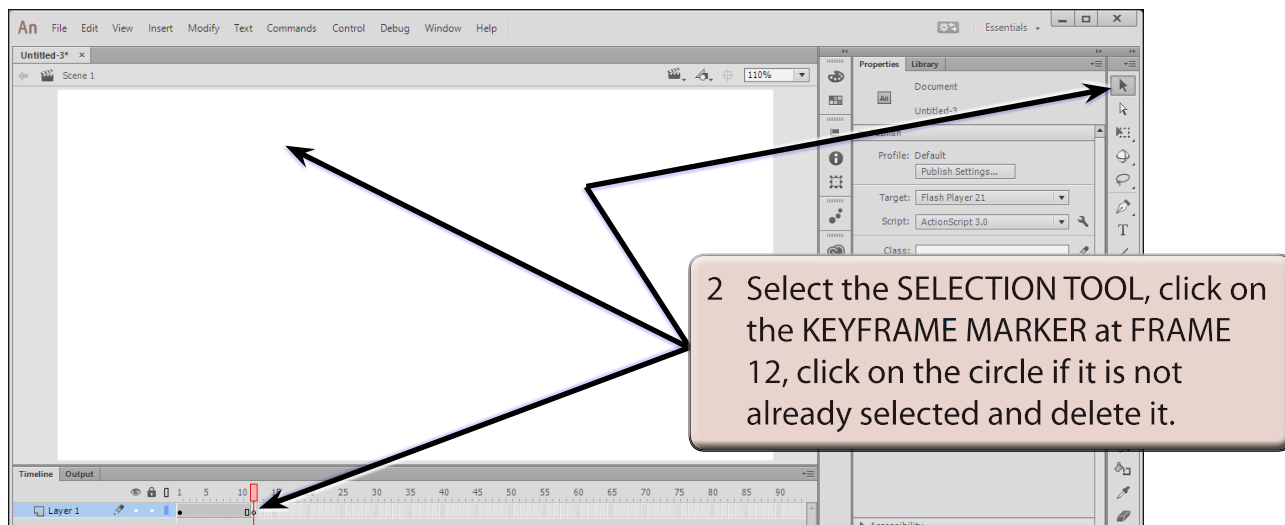 An File Edit View Insert Modify Text Commands Control Debug Window Help Essentials
Untitled-3* ×
Scene 1 110%
Properties Library
Document
An Untitled-3
Profile: Default
Publish Settings...
Target: Flash Player 21
Script: ActionScript 3.0
Class:
T
2 Select the SELECTION TOOL, click on
the KEYFRAME MARKER at FRAME
12, click on the circle if it is not
already selected and delete it.
Timeline Output
1 5 10 25 30 35 40 45 50 55 60 65 70 75 80 85 90
Layer 1